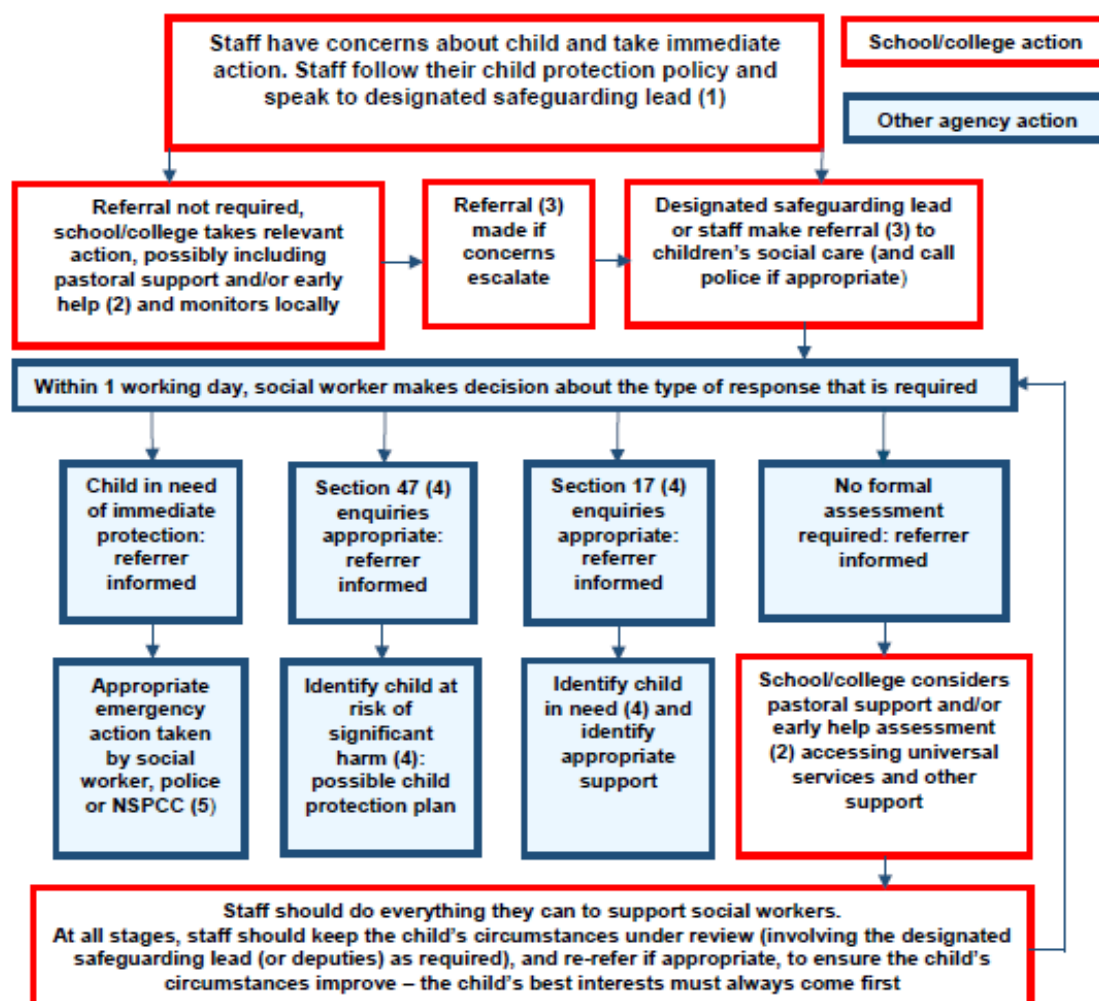 Staff have concerns about child and take immediate
action. Staff follow their child protection policy and
speak to designated safeguarding lead (1)
School/college action
Other agency action
Referral not required,
school/college takes relevant
action, possibly including
pastoral support and/or early
help (2) and monitors locally
Referral (3)
made if
concerns
escalate
Designated safeguarding lead
or staff make referral (3) to
children’s social care (and call
police if appropriate)
Within 1 working day, social worker makes decision about the type of response that is required
Child in need
of immediate
protection:
referrer
informed
Section 47 (4)
enquiries
appropriate:
referrer
informed
Section 17 (4)
enquiries
appropriate:
referrer
informed
No formal
assessment
required: referrer
informed
Appropriate
emergency
action taken
by social
worker, police
or NSPCC (5)
Identify child at
risk of
significant
harm (4):
possible child
protection plan
Identify child
in need (4) and
identify
appropriate
support
School/college considers
pastoral support and/or
early help assessment
(2) accessing universal
services and other
support
Staff should do everything they can to support social workers.
At all stages, staff should keep the child’s circumstances under review (involving the designated
safeguarding lead (or deputies) as required), and re-refer if appropriate, to ensure the child’s
circumstances improve – the child’s best interests must always come first